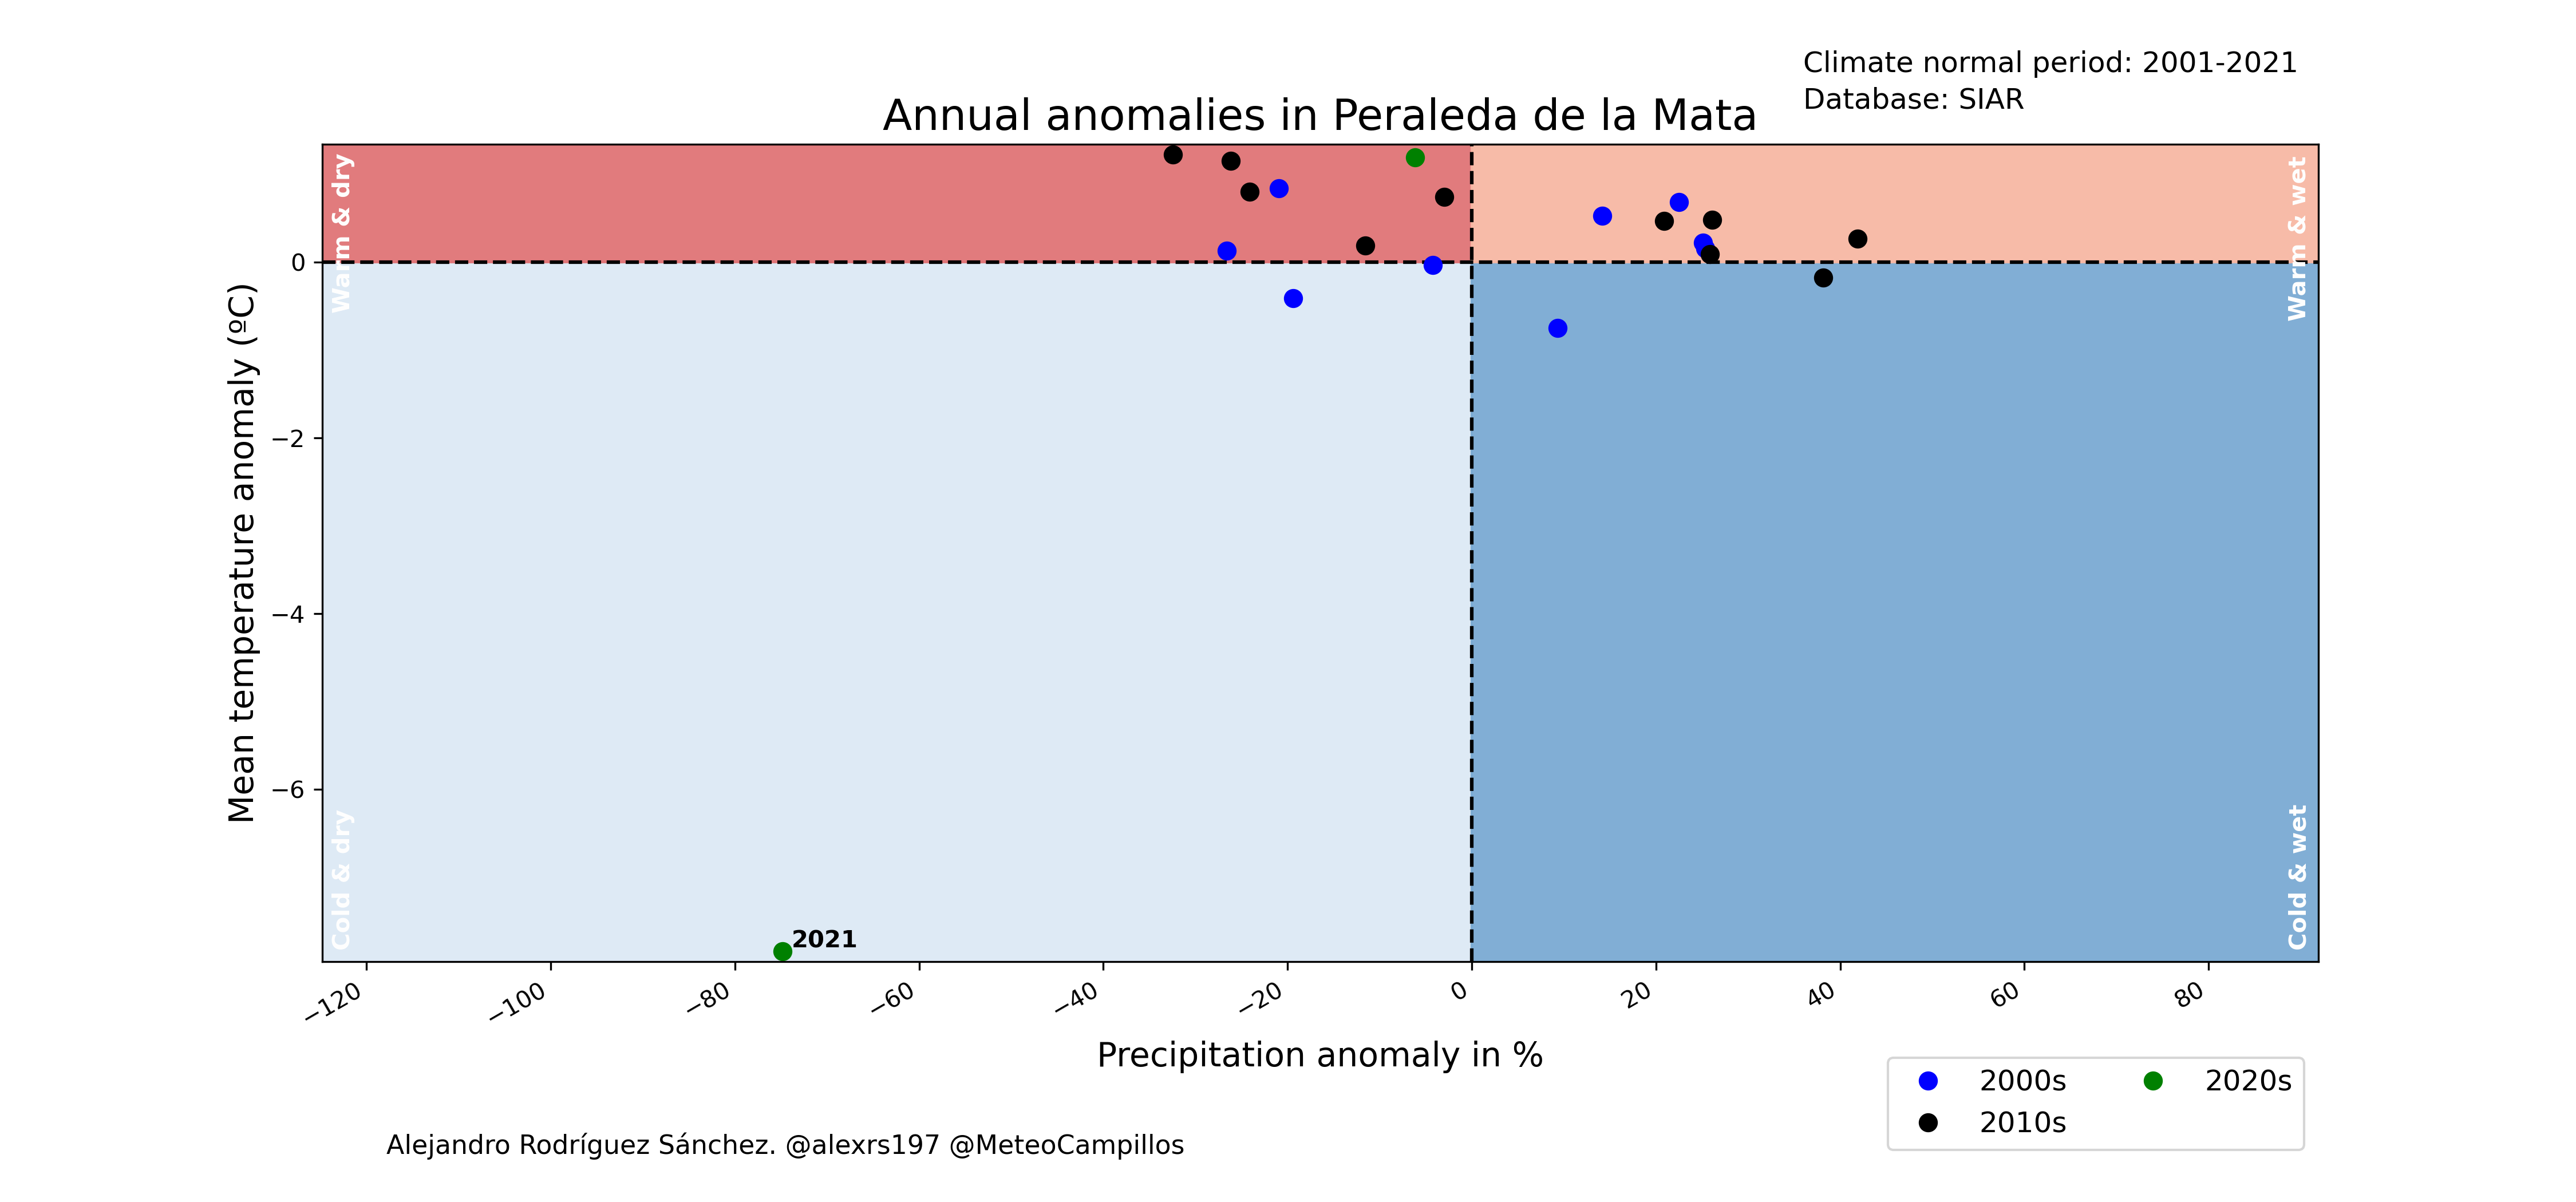 Climate normal period: 2001-2021
Database: SIAR
Annual anomalies in Peraleda de la Mata
Warm & dry
Warm & wet
Mean temperature anomaly (ºC)
0
−2
−4
−6
Cold & dry
Cold & wet
2021
−120
−100
−80
−60
−40
−20
0
20
40
60
80
Precipitation anomaly in %
2000s
2010s
2020s
Alejandro Rodríguez Sánchez. @alexrs197 @MeteoCampillos